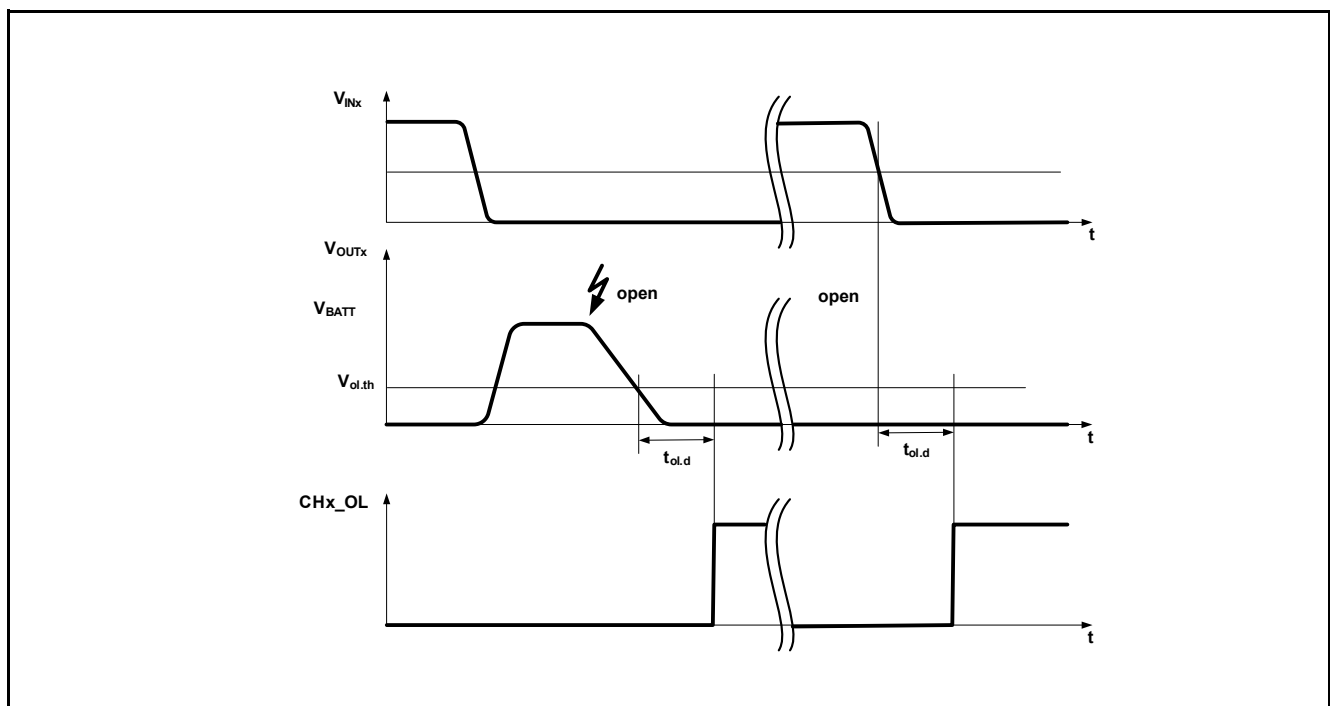 V_INx
t
V_OUTx
open
open
V_BATT
V_ol.th
t
t_ol.d
t_ol.d
CHx_OL
t